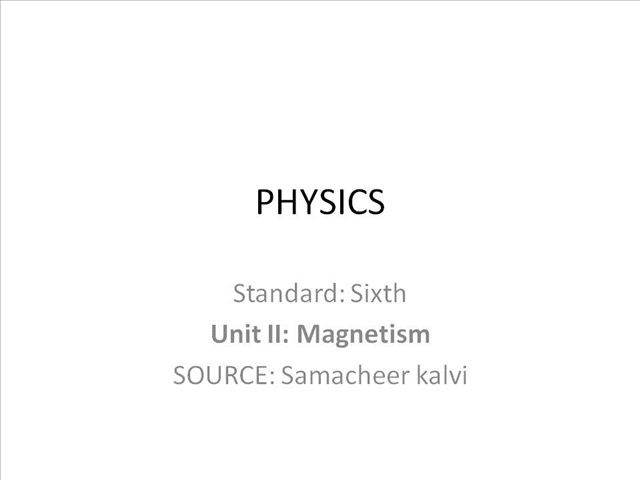 PHYSICS
Standard: Sixth
Unit II: Magnetism
SOURCE: Samacheer kalvi